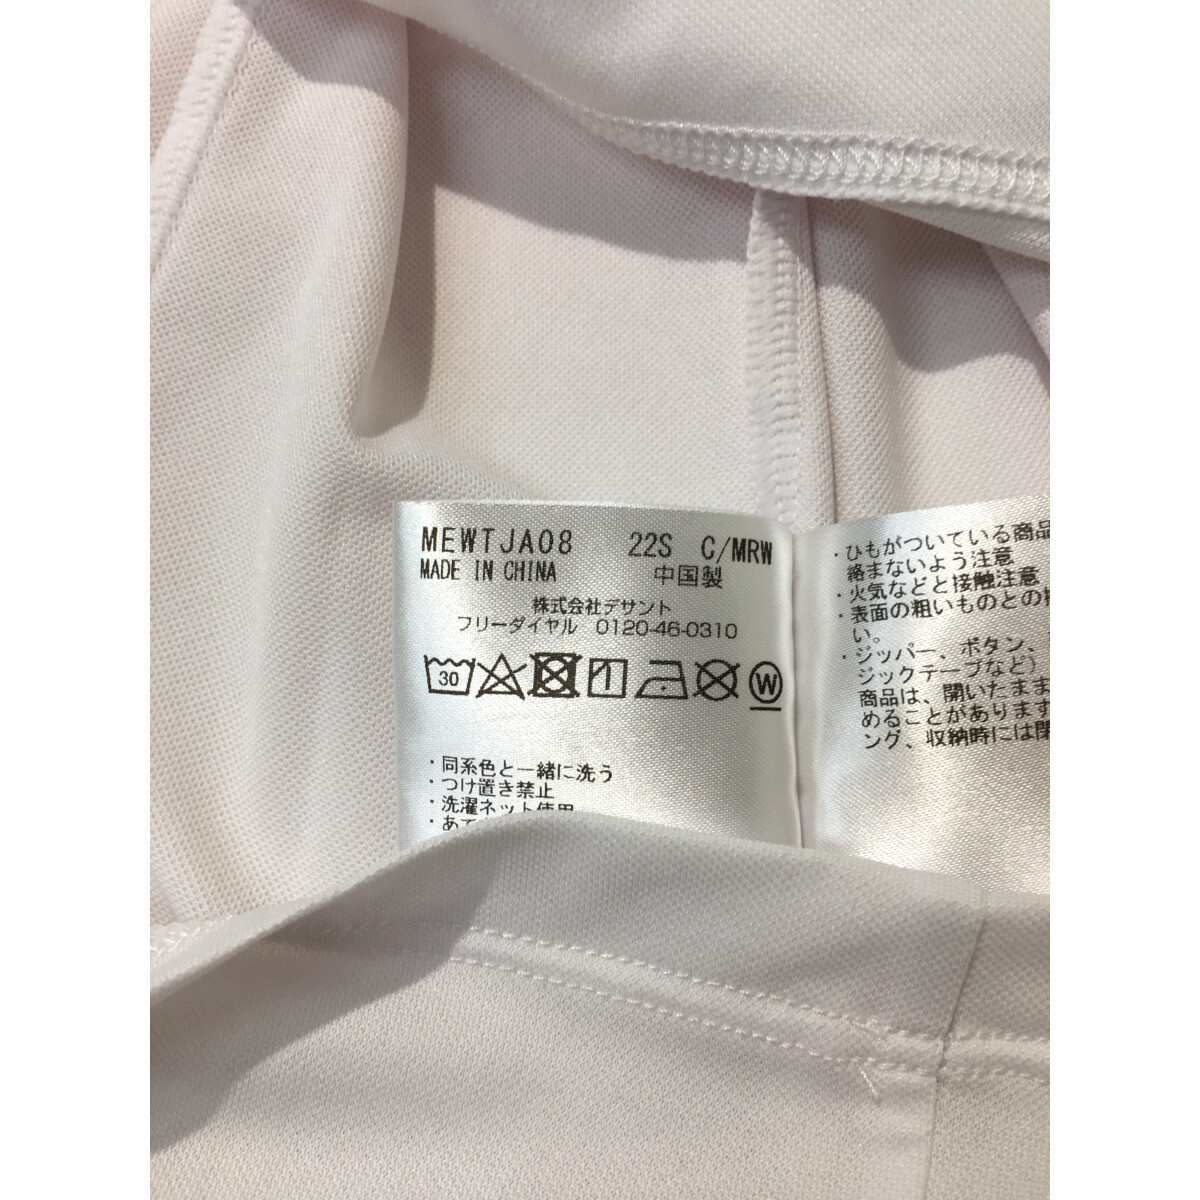 MEWTJA08 22S C/MRW
MADE IN CHINA 中国製
株式会社デサント
フリーダイヤル 0120-46-0310
30
W
・同系色と一緒に洗う
・つけ置き禁止
・洗濯ネット使用
・あて
・ひもがついている商品
絡まないよう注意
・火気などと接触注意
・表面の粗いものとの
い。
・ジッパー、ボタン、
ジックテープなど)
商品は、開いたまま
めることがあります
ング、収納時には閉